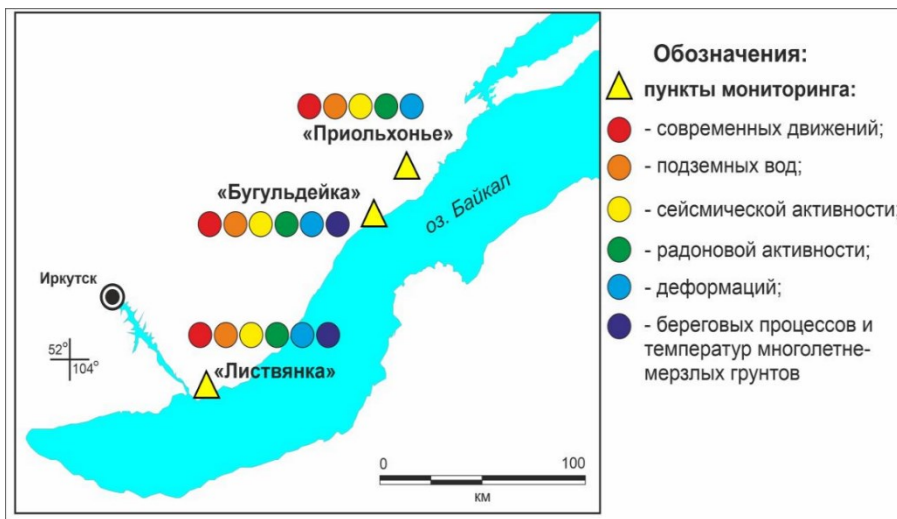 «Приольхонье»
«Бугульдейка»
оз. Байкал
Иркутск
52°
104°
«Листвянка»
0 100
км
Обозначения:
пункты мониторинга:
- современных движений;
- подземных вод;
- сейсмической активности;
- радоновой активности;
- деформаций;
- береговых процессов и
температур многолетне-
мерзлых грунтов